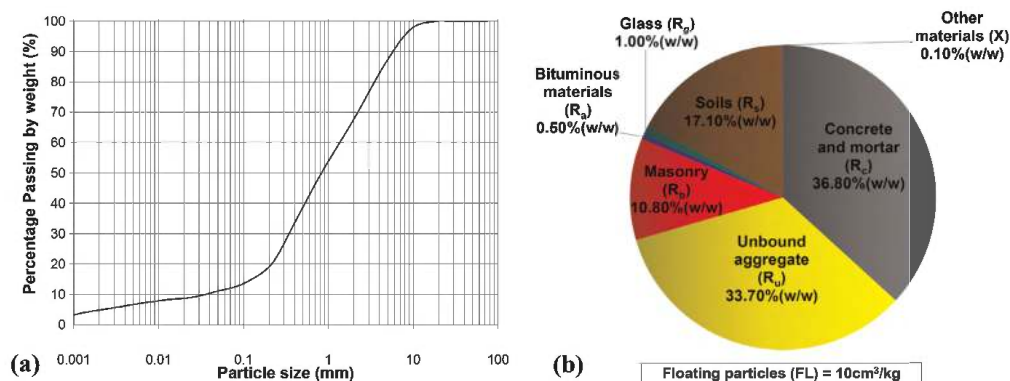 Percentage Passing by weight (%)
100
90
80
70
60
50
40
30
20
10
0
0.001
0.01
0.1
1
10
100
Particle size (mm)
(a)
Glass (Rg)
1.00%(w/w)
Other
materials (X)
0.10%(w/w)
Bituminous
materials
(Ra)
0.50%(w/w)
Soils (Rs)
17.10%(w/w)
Concrete
and mortar
(Rc)
36.80%(w/w)
Masonry
(Rb)
10.80%(w/w)
Unbound
aggregate
(Ru)
33.70%(w/w)
(b)
Floating particles (FL) = 10cm³/kg